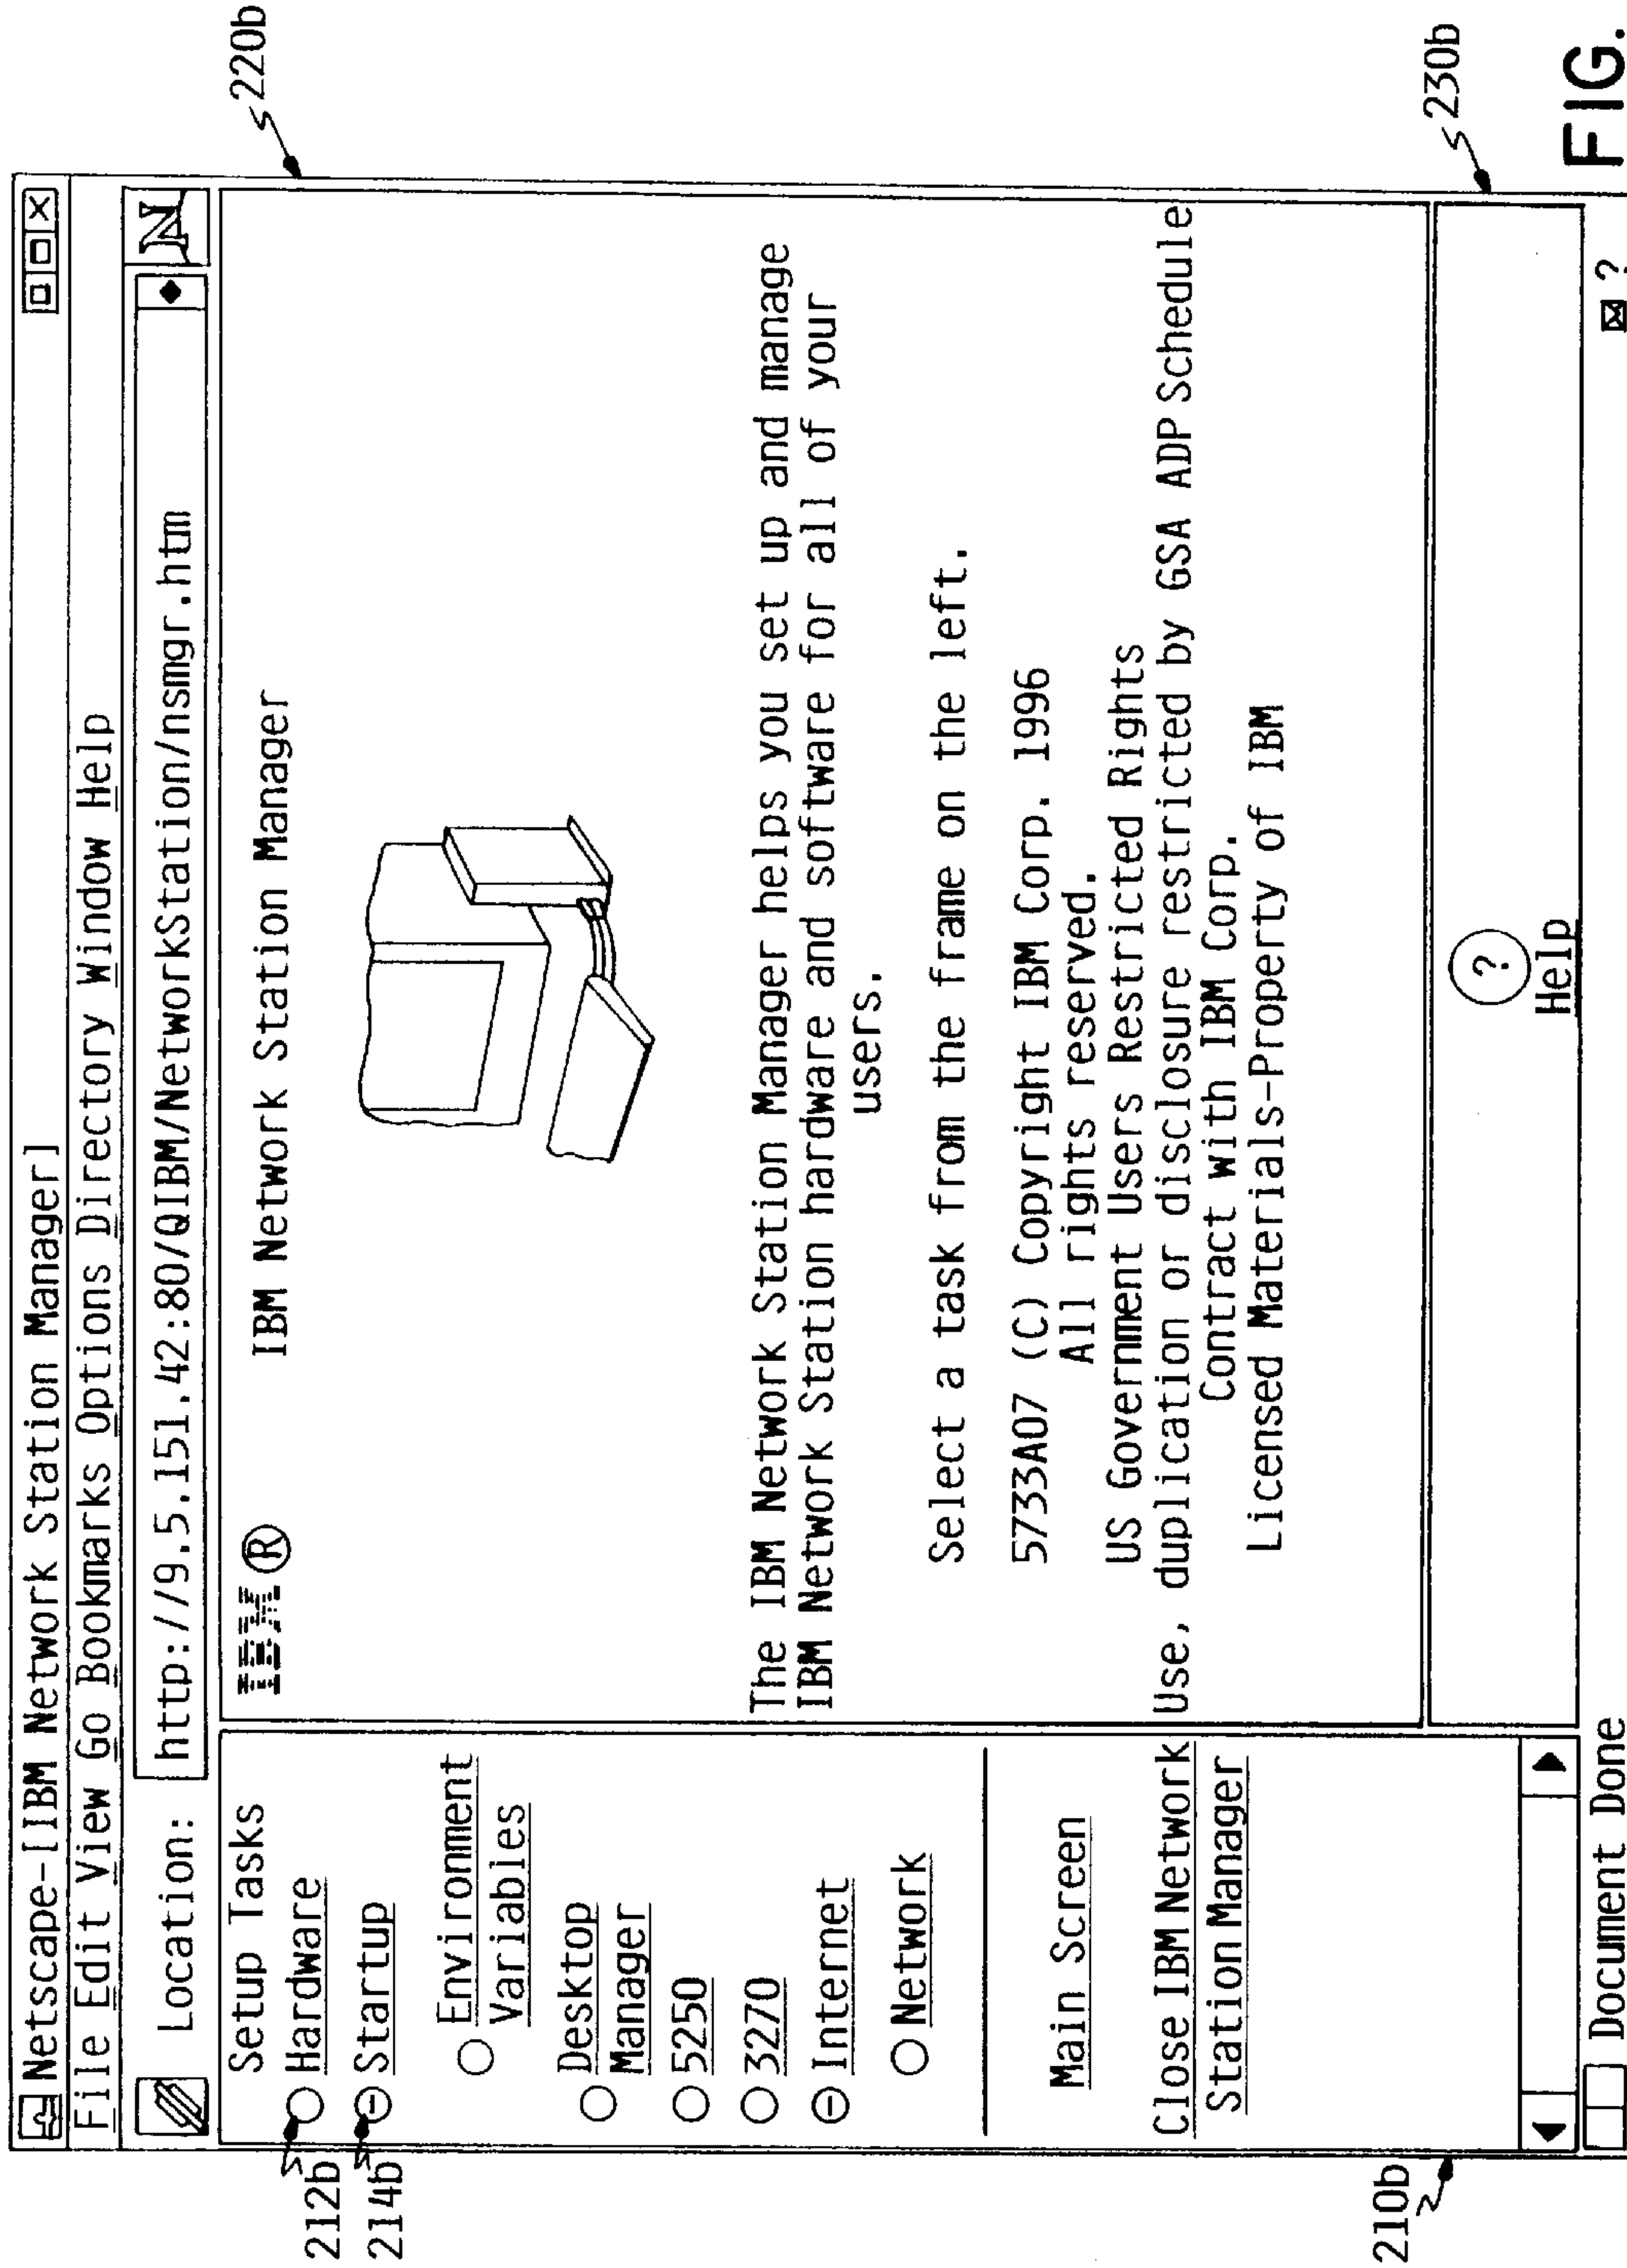 Netscape-[IBM Network Station Manager]
File Edit View Go Bookmarks Options Directory Window Help
Location: http://9.5.151.42:80/QIBM/NetworkStation/nsmgr.htm
N
Setup Tasks
Hardware
Startup
Environment
Variables
Desktop
Manager
5250
3270
Internet
Network
Main Screen
Close IBM Network
Station Manager
IBM® IBM Network Station Manager
The IBM Network Station Manager helps you set up and manage
IBM Network Station hardware and software for all of your
users.
Select a task from the frame on the left.
5733A07 (C) Copyright IBM Corp. 1996
All rights reserved.
US Government Users Restricted Rights
Use, duplication or disclosure restricted by GSA ADP Schedule
Contract with IBM Corp.
Licensed Materials-Property of IBM
?
Help
Document Done
?
212b
214b
210b
220b
230b
FIG.